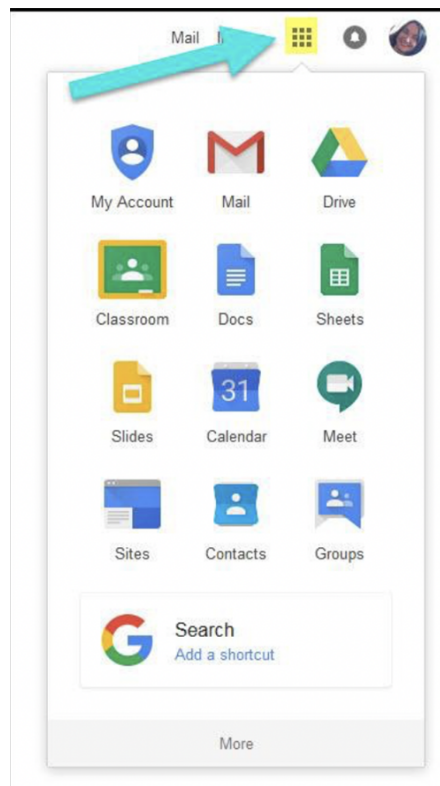 Mail
My Account Mail Drive
Classroom Docs Sheets
31
Slides Calendar Meet
Sites Contacts Groups
Search
Add a shortcut
More